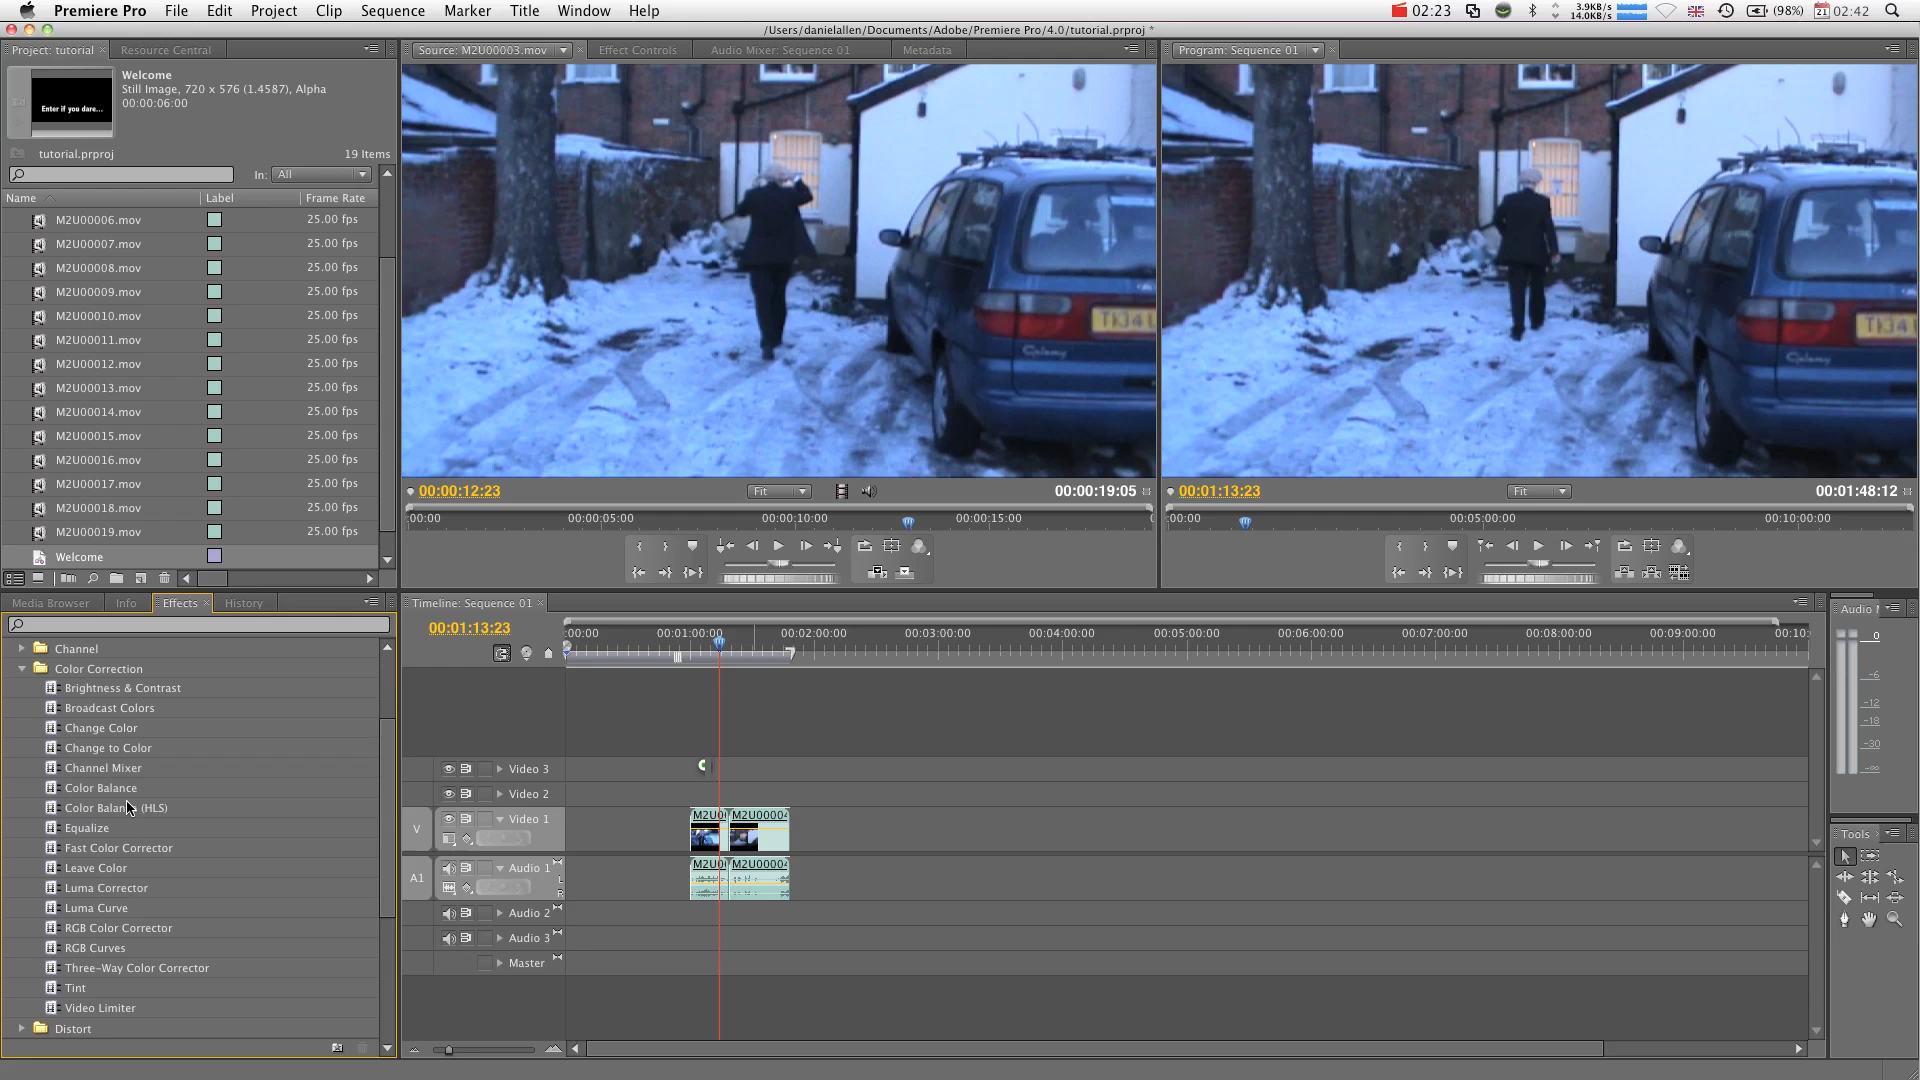 Premiere Pro File Edit Project Clip Sequence Marker Title Window Help
02:23 3.9KB/s 14.0KB/s (98%) 21 02:42
/Users/danielallen/Documents/Adobe/Premiere Pro/4.0/tutorial.prproj *
Project: tutorial × Resource Central
Source: M2U00003.mov × Effect Controls Audio Mixer: Sequence 01 Metadata
Program: Sequence 01 ×
Welcome
Still Image, 720 x 576 (1.4587), Alpha
00:00:06:00
Enter if you dare...
tutorial.prproj 19 Items
In: All
Name Label Frame Rate
M2U00006.mov 25.00 fps
M2U00007.mov 25.00 fps
M2U00008.mov 25.00 fps
M2U00009.mov 25.00 fps
M2U00010.mov 25.00 fps
M2U00011.mov 25.00 fps
M2U00012.mov 25.00 fps
M2U00013.mov 25.00 fps
M2U00014.mov 25.00 fps
M2U00015.mov 25.00 fps
M2U00016.mov 25.00 fps
M2U00017.mov 25.00 fps
M2U00018.mov 25.00 fps
M2U00019.mov 25.00 fps
Welcome
Galaxy
Galaxy
00:00:12:23 Fit 00:00:19:05
:00:00 00:00:05:00 00:00:10:00 00:00:15:00
00:01:13:23 Fit 00:01:48:12
:00:00 00:05:00:00 00:10:00:00
Media Browser Info Effects × History
Channel
Color Correction
Brightness & Contrast
Broadcast Colors
Change Color
Change to Color
Channel Mixer
Color Balance
Color Balance (HLS)
Equalize
Fast Color Corrector
Leave Color
Luma Corrector
Luma Curve
RGB Color Corrector
RGB Curves
Three-Way Color Corrector
Tint
Video Limiter
Distort
Timeline: Sequence 01 ×
00:01:13:23
:00:00 00:01:00:00 00:02:00:00 00:03:00:00 00:04:00:00 00:05:00:00 00:06:00:00 00:07:00:00 00:08:00:00 00:09:00:00 00:10:
Video 3
Video 2
V Video 1 M2U0 M2U00004
A1 Audio 1 M2U0 M2U00004
L
R
Audio 2
Audio 3
Master
Audio
0
-6
-12
-18
-30
-∞
Tools